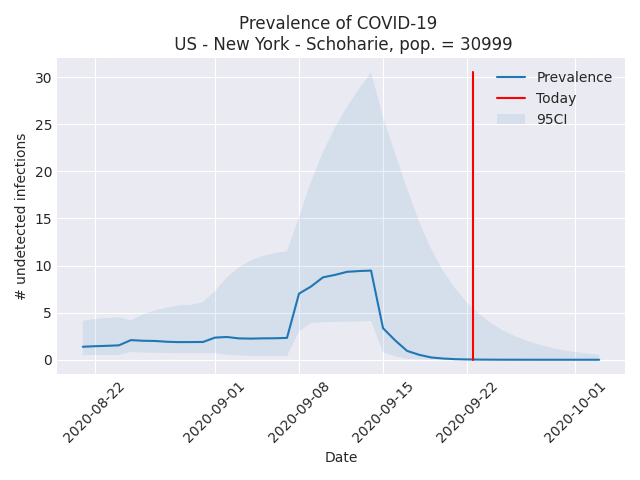 Prevalence of COVID-19
US - New York - Schoharie, pop. = 30999
Prevalence
Today
95CI
# undetected infections
30
25
20
15
10
5
0
2020-08-22
2020-09-01
2020-09-08
2020-09-15
2020-09-22
2020-10-01
Date